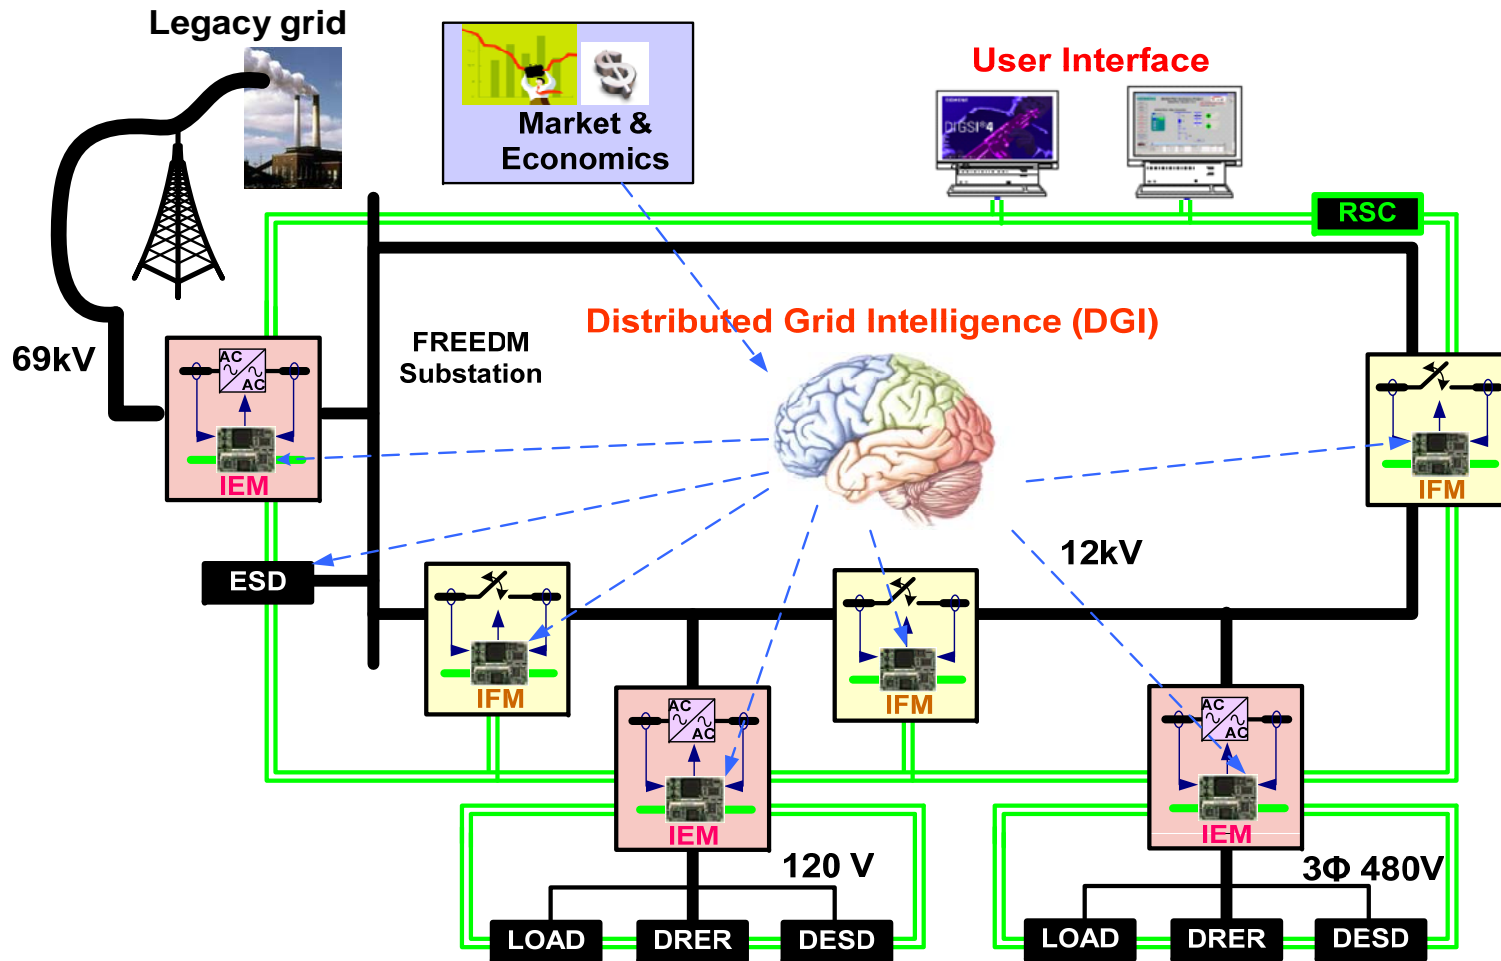 Legacy grid
Market &
Economics
User Interface
SIEMENS
DIGSI®4
RSC
Distributed Grid Intelligence (DGI)
FREEDM
Substation
69kV
AC
AC
IEM
IFM
12kV
ESD
IFM
IFM
AC
AC
IEM
AC
AC
IEM
120 V
3Φ 480V
LOAD
DRER
DESD
LOAD
DRER
DESD